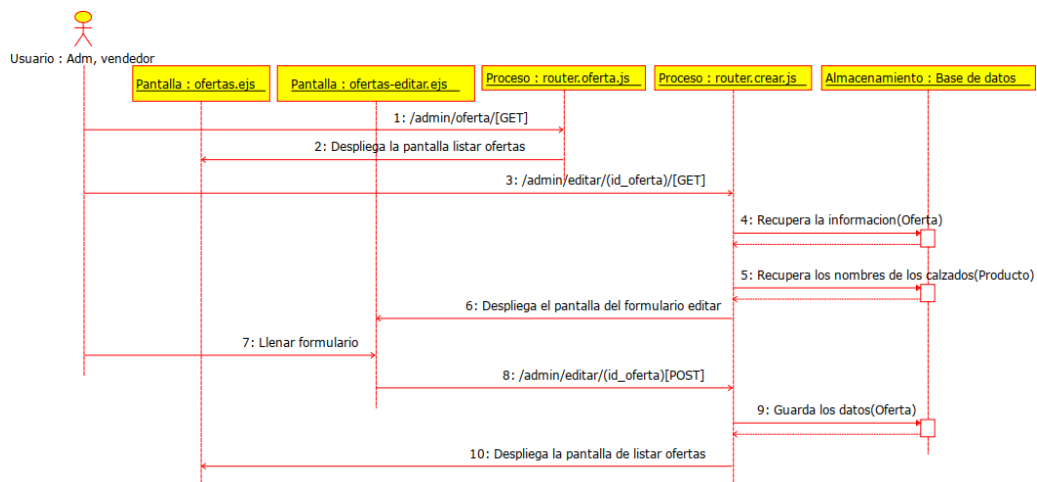 Usuario : Adm, vendedor
Pantalla : ofertas.ejs
Pantalla : ofertas-editar.ejs
Proceso : router.oferta.js
Proceso : router.crear.js
Almacenamiento : Base de datos
1: /admin/oferta/[GET]
2: Despliega la pantalla listar ofertas
3: /admin/editar/(id_oferta)/[GET]
4: Recupera la informacion(Oferta)
5: Recupera los nombres de los calzados(Producto)
6: Despliega el pantalla del formulario editar
7: Llenar formulario
8: /admin/editar/(id_oferta)[POST]
9: Guarda los datos(Oferta)
10: Despliega la pantalla de listar ofertas